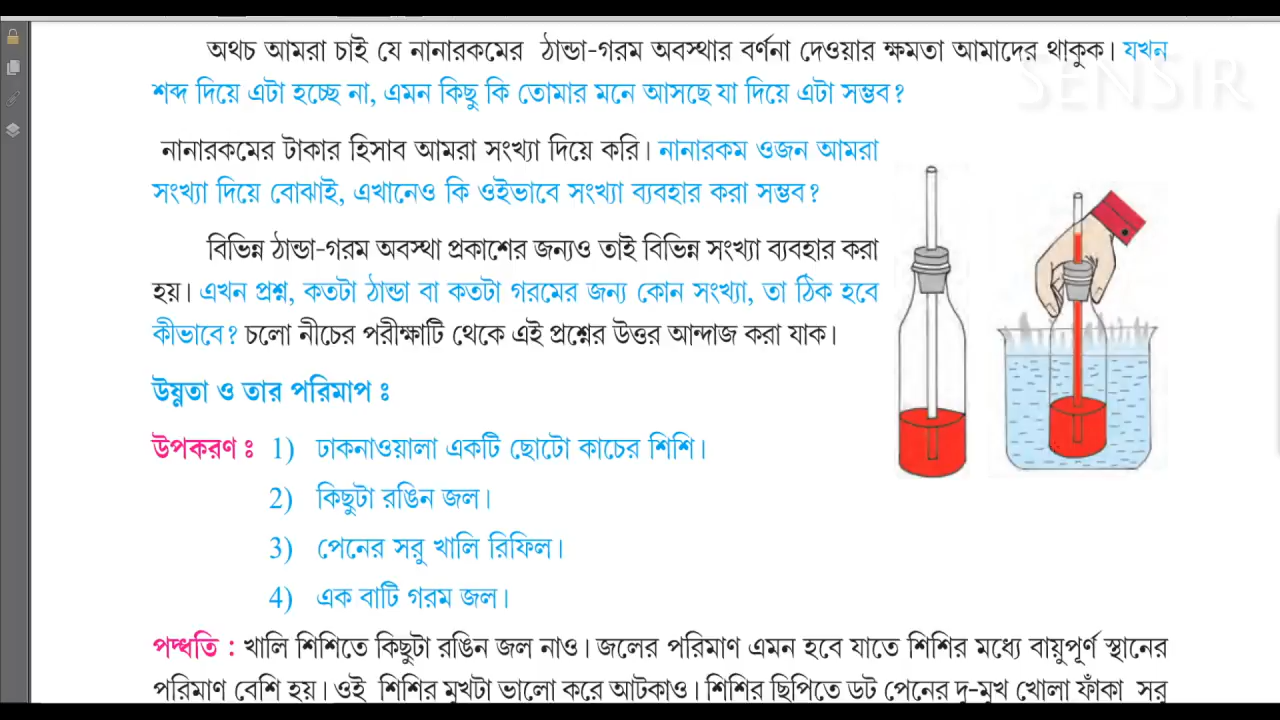 অথচ আমরা চাই যে নানারকমের ঠান্ডা-গরম অবস্থার বর্ণনা দেওয়ার ক্ষমতা আমাদের থাকুক। যখন
শব্দ দিয়ে এটা হচ্ছে না, এমন কিছু কি তোমার মনে আসছে যা দিয়ে এটা সম্ভব?
SENSIR
নানারকমের টাকার হিসাব আমরা সংখ্যা দিয়ে করি। নানারকম ওজন আমরা
সংখ্যা দিয়ে বোঝাই, এখানেও কি ওইভাবে সংখ্যা ব্যবহার করা সম্ভব?
বিভিন্ন ঠান্ডা-গরম অবস্থা প্রকাশের জন্যও তাই বিভিন্ন সংখ্যা ব্যবহার করা
হয়। এখন প্রশ্ন, কতটা ঠান্ডা বা কতটা গরমের জন্য কোন সংখ্যা, তা ঠিক হবে
কীভাবে? চলো নীচের পরীক্ষাটি থেকে এই প্রশ্নের উত্তর আন্দাজ করা যাক।
উষ্ণতা ও তার পরিমাপ ঃ
উপকরণ ঃ 1) ঢাকনাওয়ালা একটি ছোটো কাচের শিশি।
2) কিছুটা রঙিন জল।
3) পেনের সরু খালি রিফিল।
4) এক বাটি গরম জল।
পদ্ধতি : খালি শিশিতে কিছুটা রঙিন জল নাও। জলের পরিমাণ এমন হবে যাতে শিশির মধ্যে বায়ুপূর্ণ স্থানের
পরিমাণ বেশি হয়। ওই শিশির মুখটা ভালো করে আটকাও। শিশির ছিপিতে ডট পেনের দু-মুখ খোলা ফাঁকা সরু